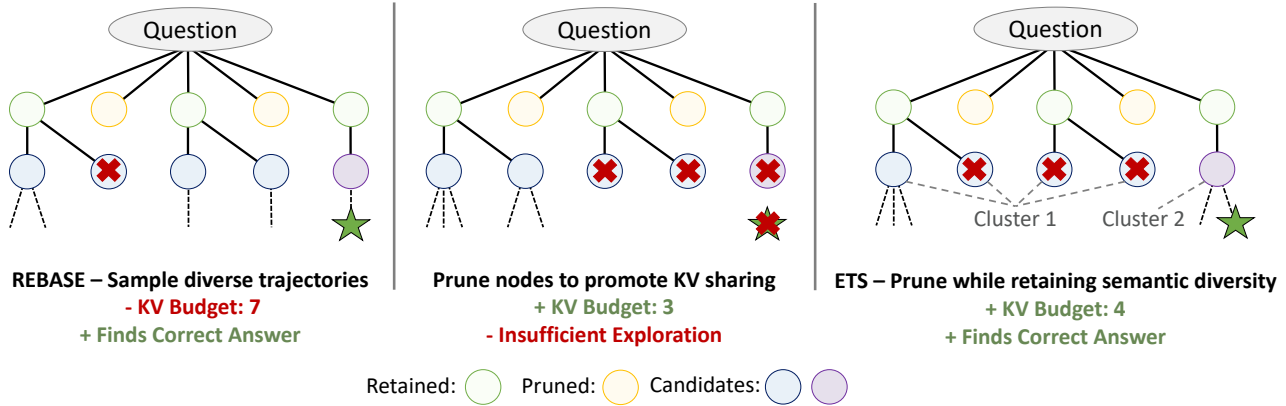 Question
REBASE – Sample diverse trajectories
- KV Budget: 7
+ Finds Correct Answer
Question
Prune nodes to promote KV sharing
+ KV Budget: 3
- Insufficient Exploration
Question
Cluster 1
Cluster 2
ETS – Prune while retaining semantic diversity
+ KV Budget: 4
+ Finds Correct Answer
Retained:
Pruned:
Candidates: